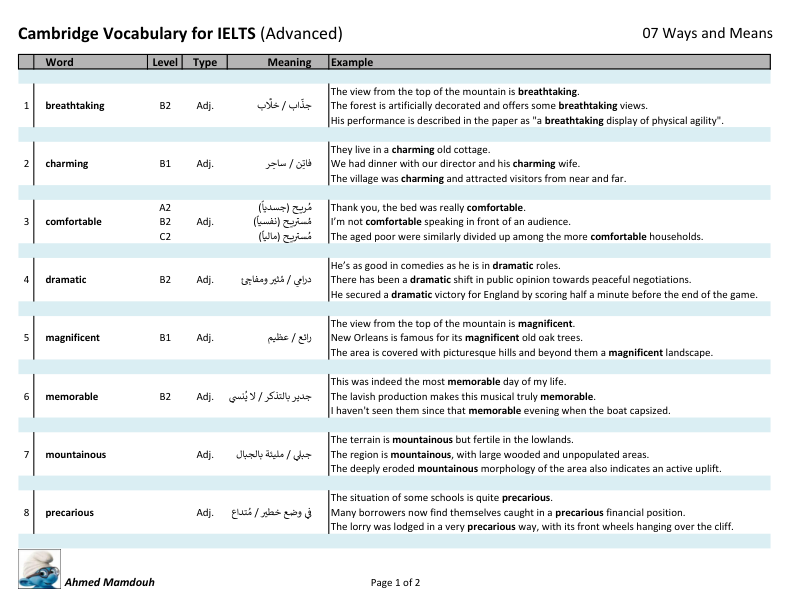 Cambridge Vocabulary for IELTS (Advanced) 07 Ways and Means
Word Level Type Meaning Example
The view from the top of the mountain is breathtaking.
1 breathtaking B2 Adj. جذّاب / خلّاب The forest is artificially decorated and offers some breathtaking views.
His performance is described in the paper as "a breathtaking display of physical agility".
They live in a charming old cottage.
2 charming B1 Adj. فاتِن / ساحِر We had dinner with our director and his charming wife.
The village was charming and attracted visitors from near and far.
A2 مُريح (جسدياً) Thank you, the bed was really comfortable.
3 comfortable B2 Adj. مُستريح (نفسياً) I'm not comfortable speaking in front of an audience.
C2 مُستريح (مالياً) The aged poor were similarly divided up among the more comfortable households.
He's as good in comedies as he is in dramatic roles.
4 dramatic B2 Adj. درامي / مُثير ومفاجئ There has been a dramatic shift in public opinion towards peaceful negotiations.
He secured a dramatic victory for England by scoring half a minute before the end of the game.
The view from the top of the mountain is magnificent.
5 magnificent B1 Adj. رائع / عظيم New Orleans is famous for its magnificent old oak trees.
The area is covered with picturesque hills and beyond them a magnificent landscape.
This was indeed the most memorable day of my life.
6 memorable B2 Adj. جدير بالتذكر / لا يُنسي The lavish production makes this musical truly memorable.
I haven't seen them since that memorable evening when the boat capsized.
The terrain is mountainous but fertile in the lowlands.
7 mountainous Adj. جبلي / مليئة بالجبال The region is mountainous, with large wooded and unpopulated areas.
The deeply eroded mountainous morphology of the area also indicates an active uplift.
The situation of some schools is quite precarious.
8 precarious Adj. في وضع خطير / مُتداع Many borrowers now find themselves caught in a precarious financial position.
The lorry was lodged in a very precarious way, with its front wheels hanging over the cliff.
Ahmed Mamdouh Page 1 of 2